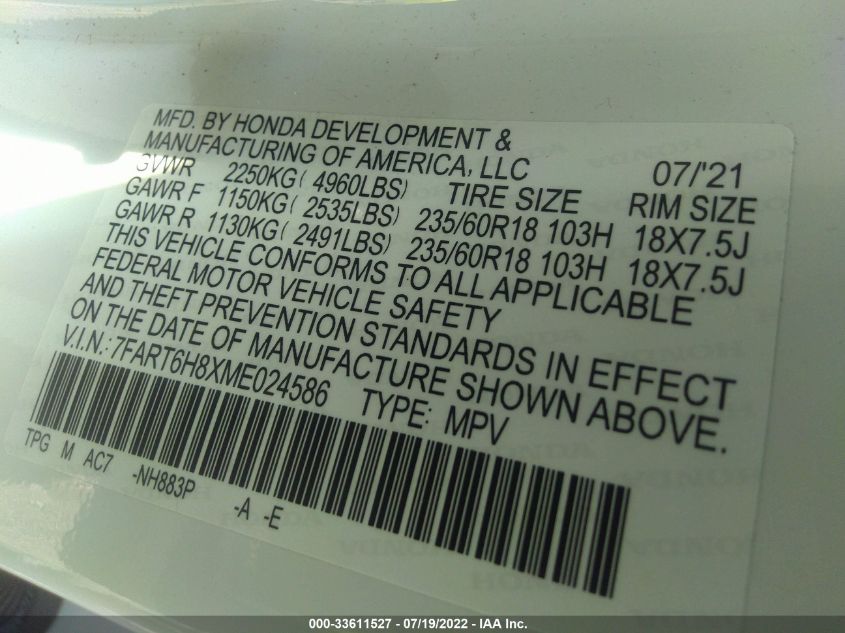 MFD. BY HONDA DEVELOPMENT &
MANUFACTURING OF AMERICA, LLC 07/'21
GVWR 2250KG( 4960LBS) TIRE SIZE RIM SIZE
GAWR F 1150KG( 2535LBS) 235/60R18 103H 18X7.5J
GAWR R 1130KG( 2491LBS) 235/60R18 103H 18X7.5J
THIS VEHICLE CONFORMS TO ALL APPLICABLE
FEDERAL MOTOR VEHICLE SAFETY
AND THEFT PREVENTION STANDARDS IN EFFECT
ON THE DATE OF MANUFACTURE SHOWN ABOVE.
V.I.N.: 7FART6H8XME024586 TYPE: MPV
TPG M AC7 -NH883P -A -E
000-33611527 - 07/19/2022 - IAA Inc.